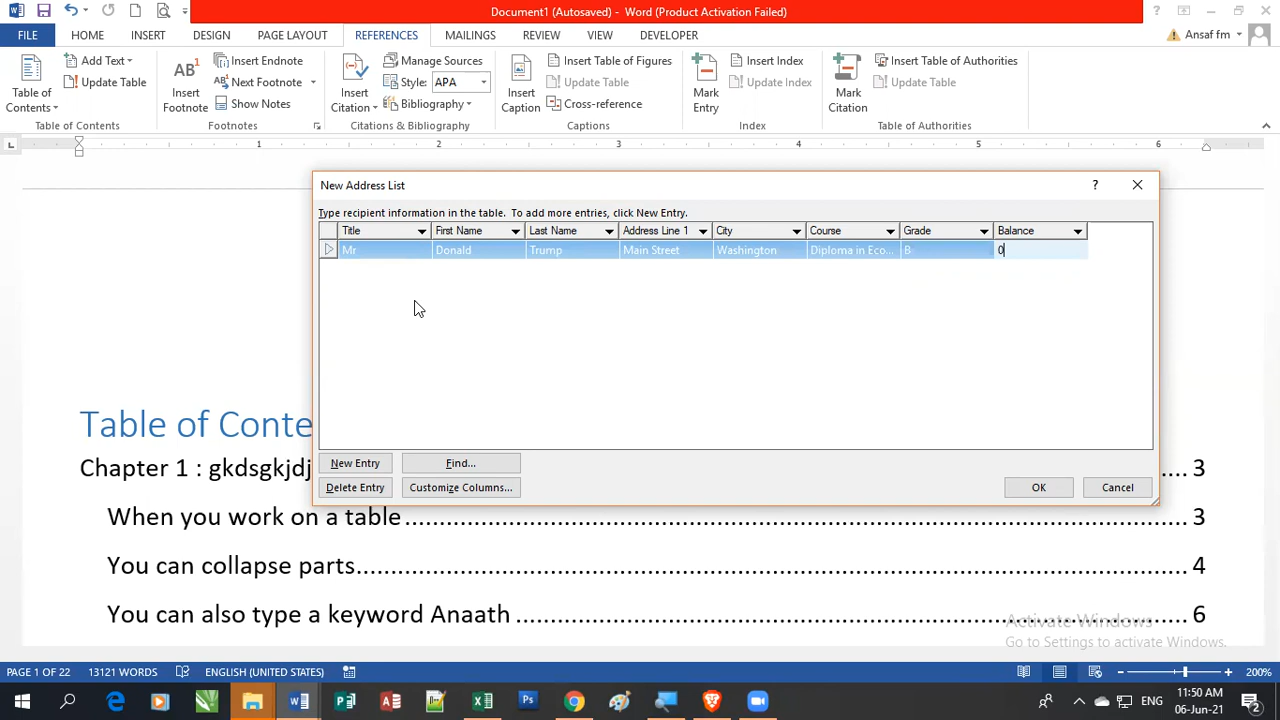 Document1 (Autosaved) - Word (Product Activation Failed)
FILE HOME INSERT DESIGN PAGE LAYOUT REFERENCES MAILINGS REVIEW VIEW DEVELOPER Ansaf fm
Table of Contents
Add Text
Update Table
Table of Contents
Insert Footnote
AB1
Insert Endnote
Next Footnote
Show Notes
Footnotes
Insert Citation
Manage Sources
Style: APA
Bibliography
Citations & Bibliography
Insert Caption
Insert Table of Figures
Update Table
Cross-reference
Captions
Mark Entry
Insert Index
Update Index
Index
Mark Citation
Insert Table of Authorities
Update Table
Table of Authorities
1 2 3 4 5 6
New Address List
Type recipient information in the table. To add more entries, click New Entry.
Title First Name Last Name Address Line 1 City Course Grade Balance
Mr Donald Trump Main Street Washington Diploma in Eco... B 0
New Entry Find...
Delete Entry Customize Columns... OK Cancel
Table of Conte
Chapter 1 : gkdsgkjdj .... 3
When you work on a table ........ 3
You can collapse parts........ 4
You can also type a keyword Anaath ........ 6
Activate Windows
Go to Settings to activate Windows.
PAGE 1 OF 22 13121 WORDS ENGLISH (UNITED STATES) 200%
ENG 11:50 AM
06-Jun-21
2